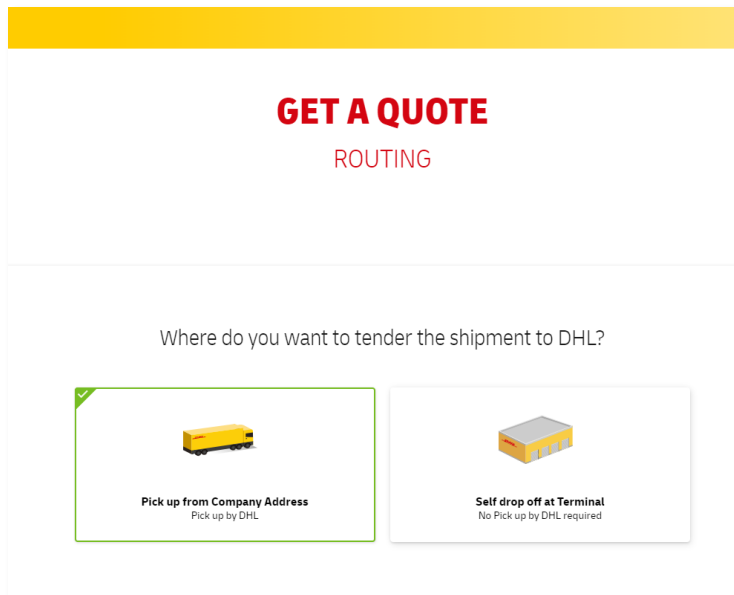 GET A QUOTE
ROUTING
Where do you want to tender the shipment to DHL?
Pick up from Company Address
Pick up by DHL
Self drop off at Terminal
No Pick up by DHL required